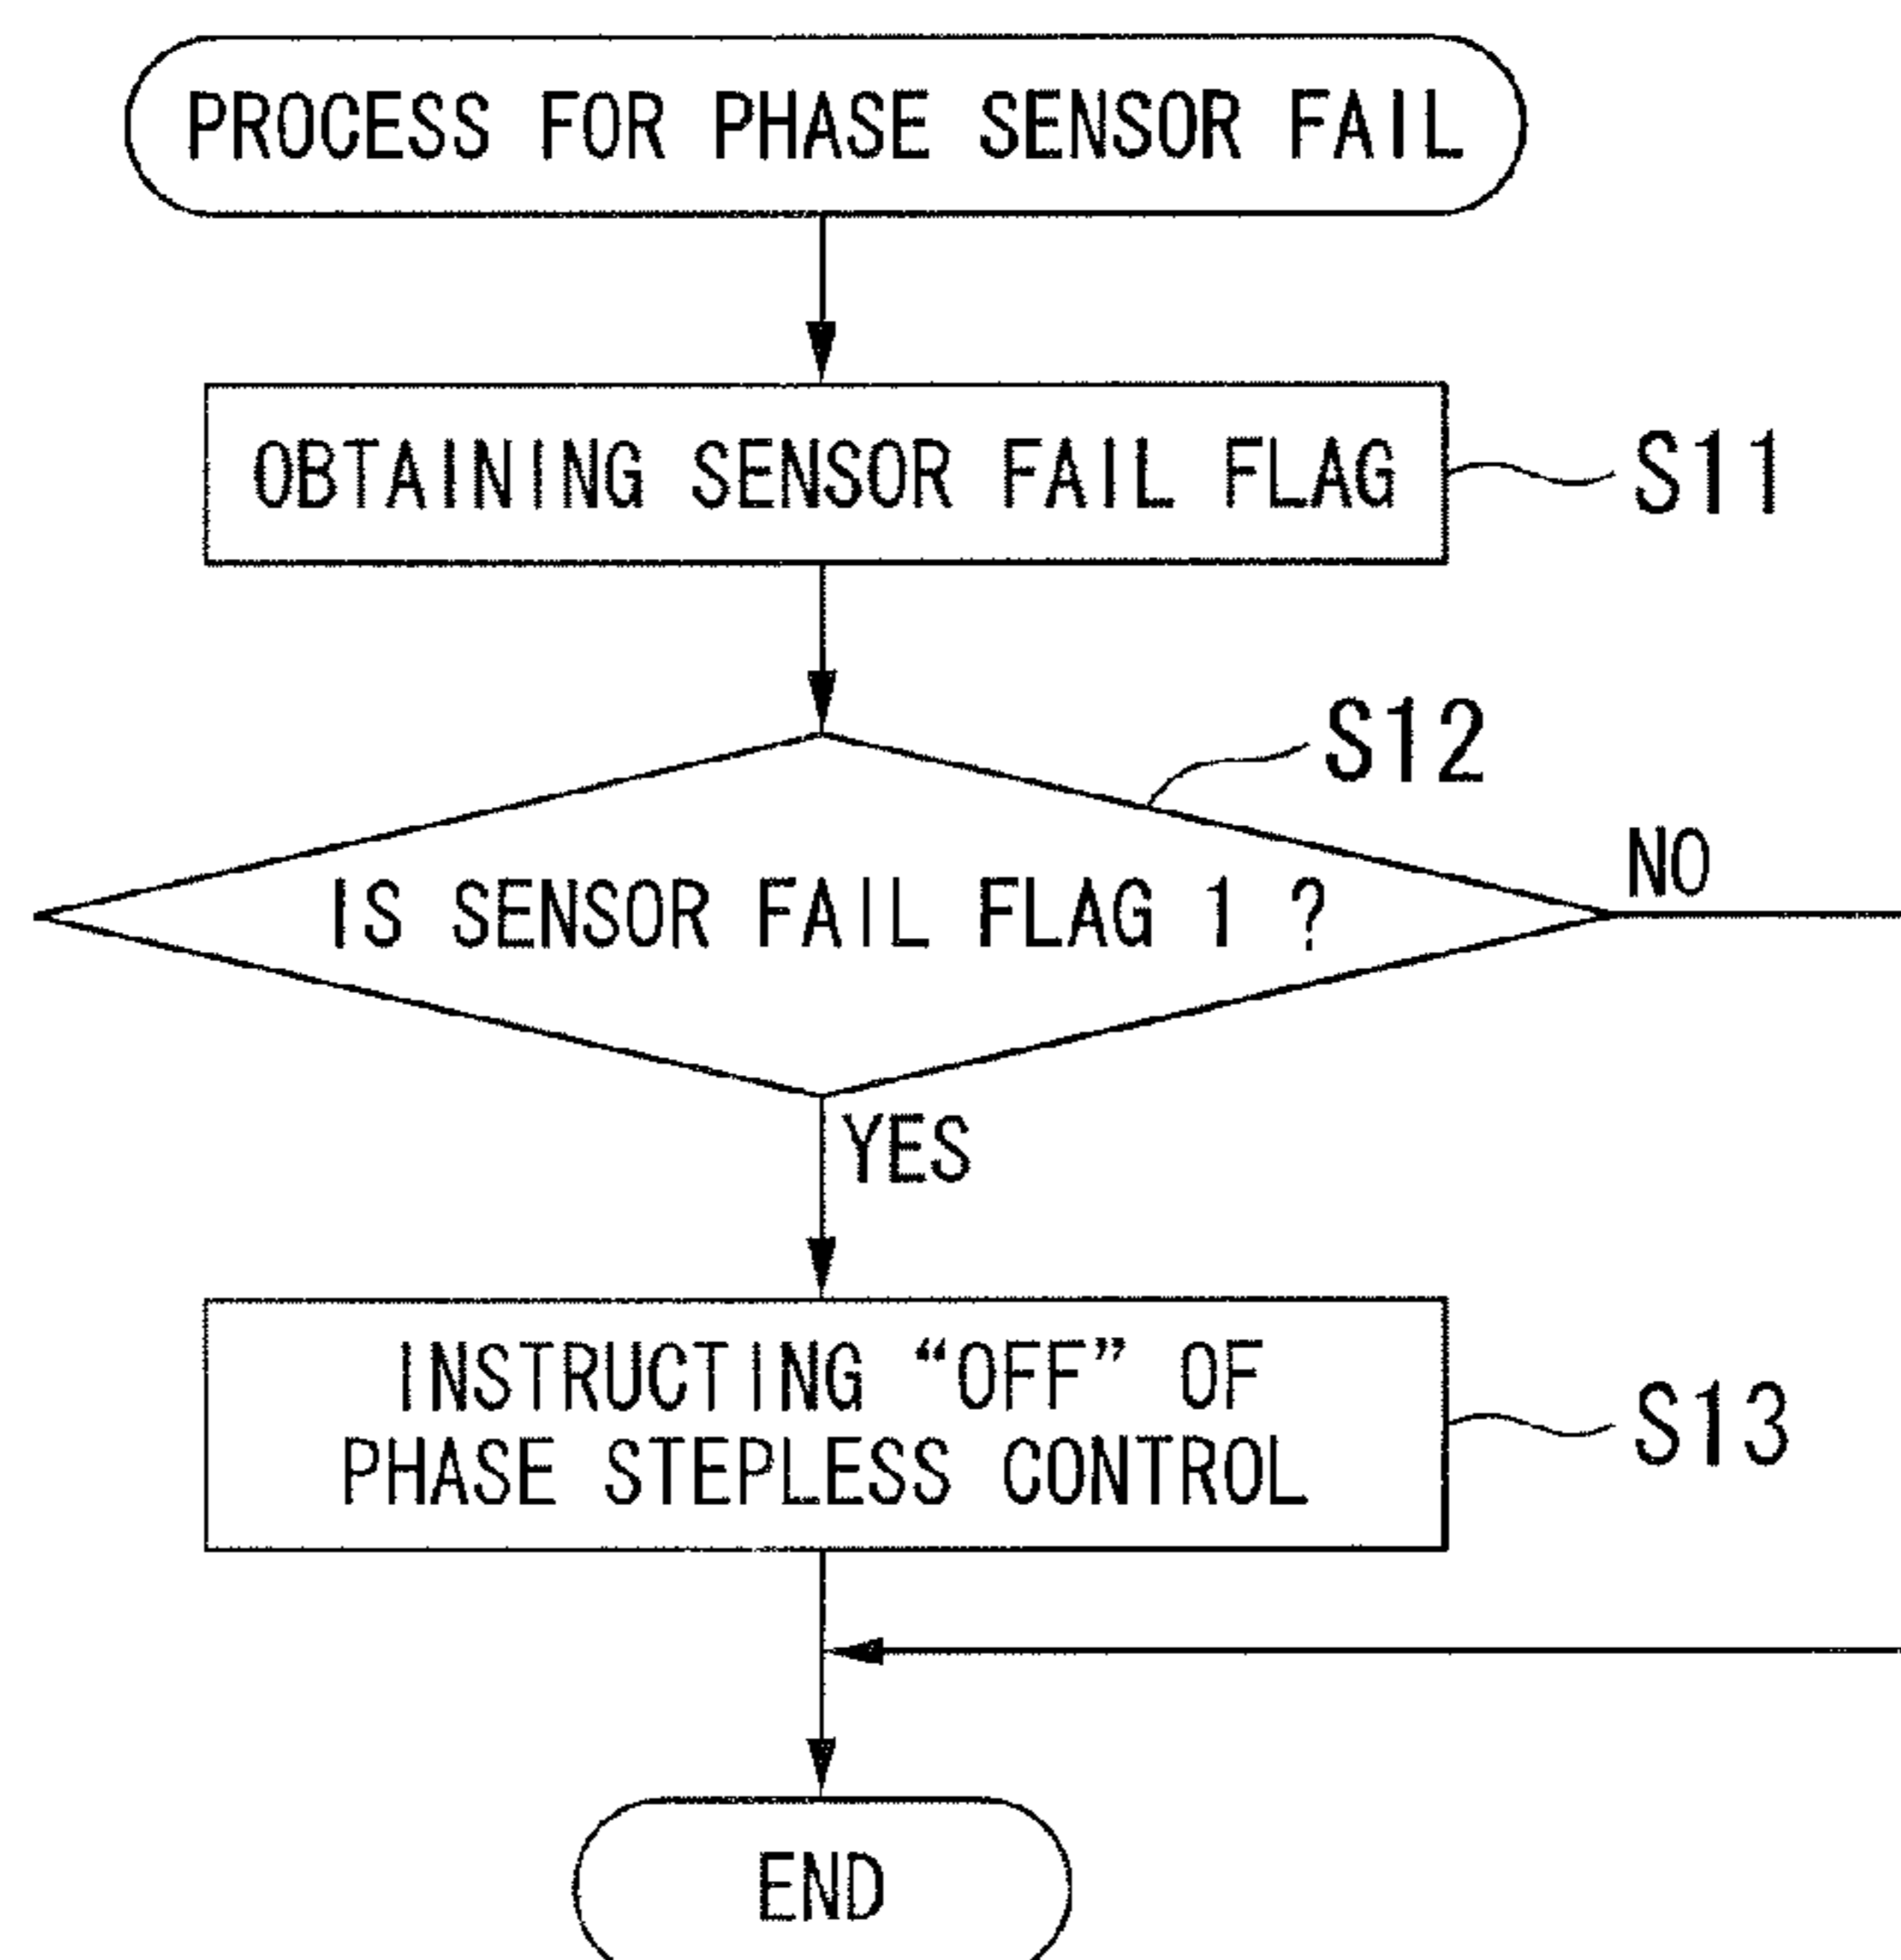 PROCESS FOR PHASE SENSOR FAIL
OBTAINING SENSOR FAIL FLAG
S11
S12
IS SENSOR FAIL FLAG 1 ?
NO
YES
INSTRUCTING “OFF” OF
PHASE STEPLESS CONTROL
S13
END